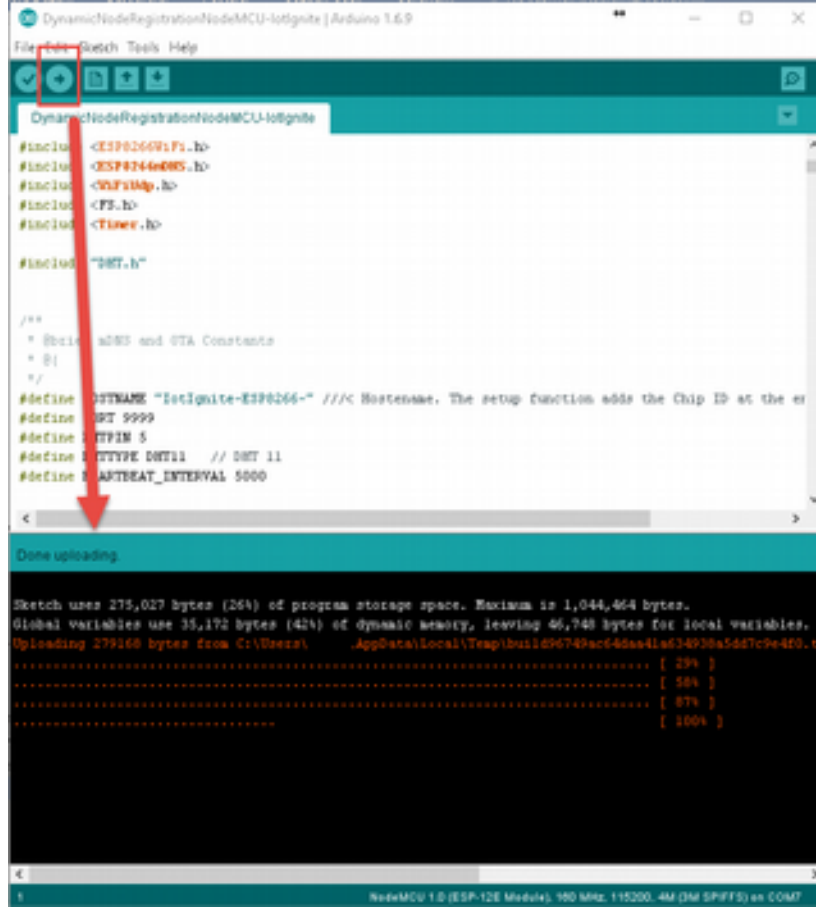 DynamicNodeRegistrationNodeMCU-IotIgnite | Arduino 1.6.9
File Edit Sketch Tools Help
DynamicNodeRegistrationNodeMCU-IotIgnite
#include <ESP8266WiFi.h>
#include <ESP8266mDNS.h>
#include <WiFiUdp.h>
#include <FS.h>
#include <Timer.h>
#include "DHT.h"
/**
* @brief mDNS and OTA Constants
* @{
*/
#define HOSTNAME "IotIgnite-ESP8266-" ///< Hostename. The setup function adds the Chip ID at the en
#define PORT 9999
#define DHTPIN 5
#define DHTTYPE DHT11 // DHT 11
#define HEARTBEAT_INTERVAL 5000
Done uploading.
Sketch uses 275,027 bytes (26%) of program storage space. Maximum is 1,044,464 bytes.
Global variables use 35,172 bytes (42%) of dynamic memory, leaving 46,748 bytes for local variables.
Uploading 279168 bytes from C:\Users\ .AppData\Local\Temp\
................................................................................ [ 29% ]
................................................................................ [ 58% ]
................................................................................ [ 87% ]
................................. [ 100% ]
1
NodeMCU 1.0 (ESP-12E Module), 160 MHz, 115200, 4M (3M SPIFFS) on COM7